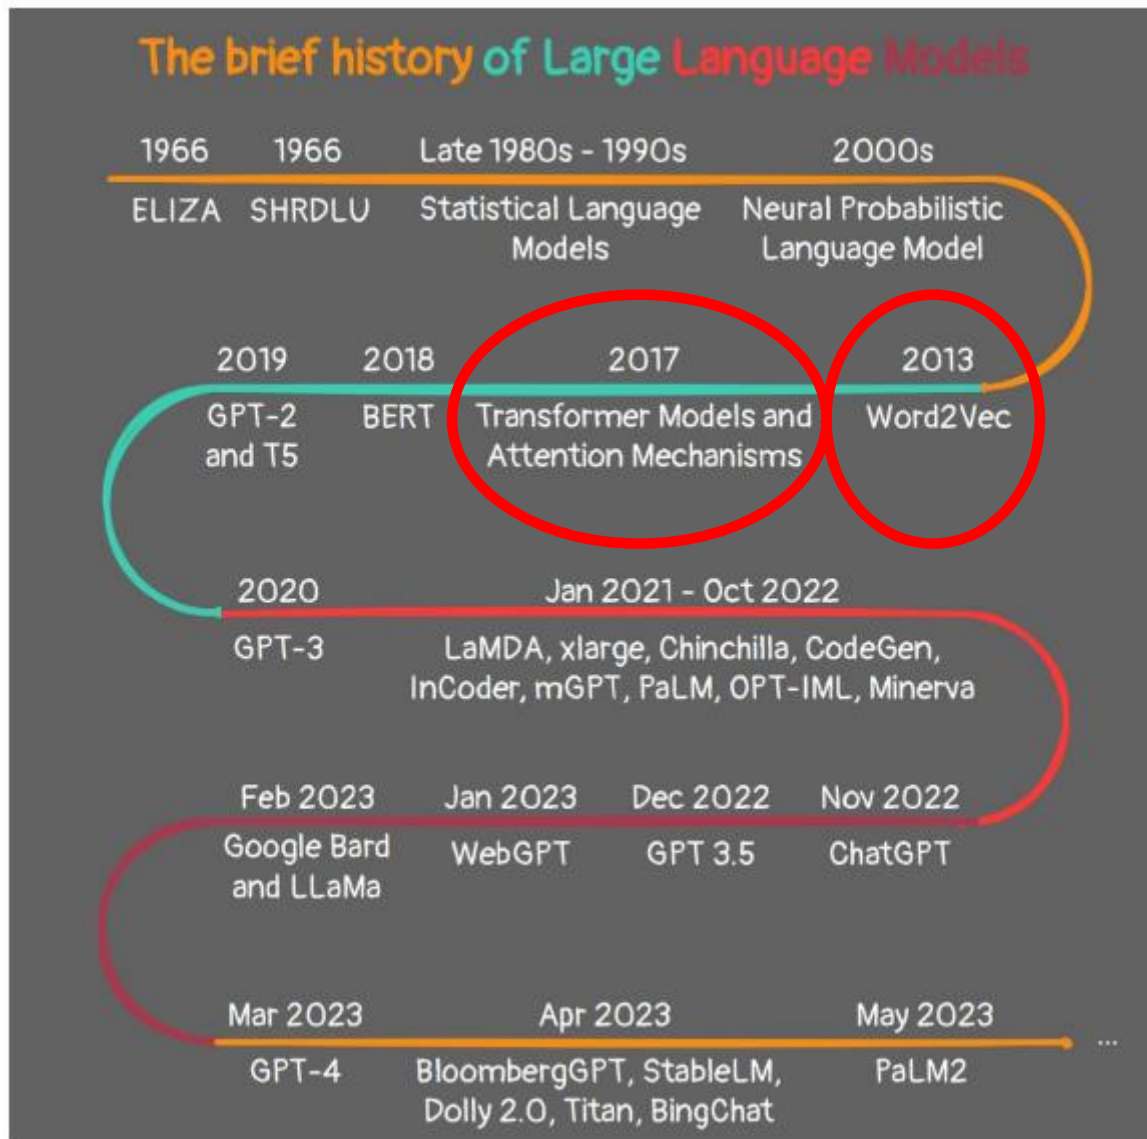 The brief history of Large Language Models
1966
1966
Late 1980s - 1990s
2000s
ELIZA
SHRDLU
Statistical Language
Models
Neural Probabilistic
Language Model
2019
2018
2017
2013
GPT-2
and T5
BERT
Transformer Models and
Attention Mechanisms
Word2Vec
2020
Jan 2021 - Oct 2022
GPT-3
LaMDA, xlarge, Chinchilla, CodeGen,
InCoder, mGPT, PaLM, OPT-IML, Minerva
Feb 2023
Jan 2023
Dec 2022
Nov 2022
Google Bard
and LLaMa
WebGPT
GPT 3.5
ChatGPT
Mar 2023
Apr 2023
May 2023
...
GPT-4
BloombergGPT, StableLM,
Dolly 2.0, Titan, BingChat
PaLM2